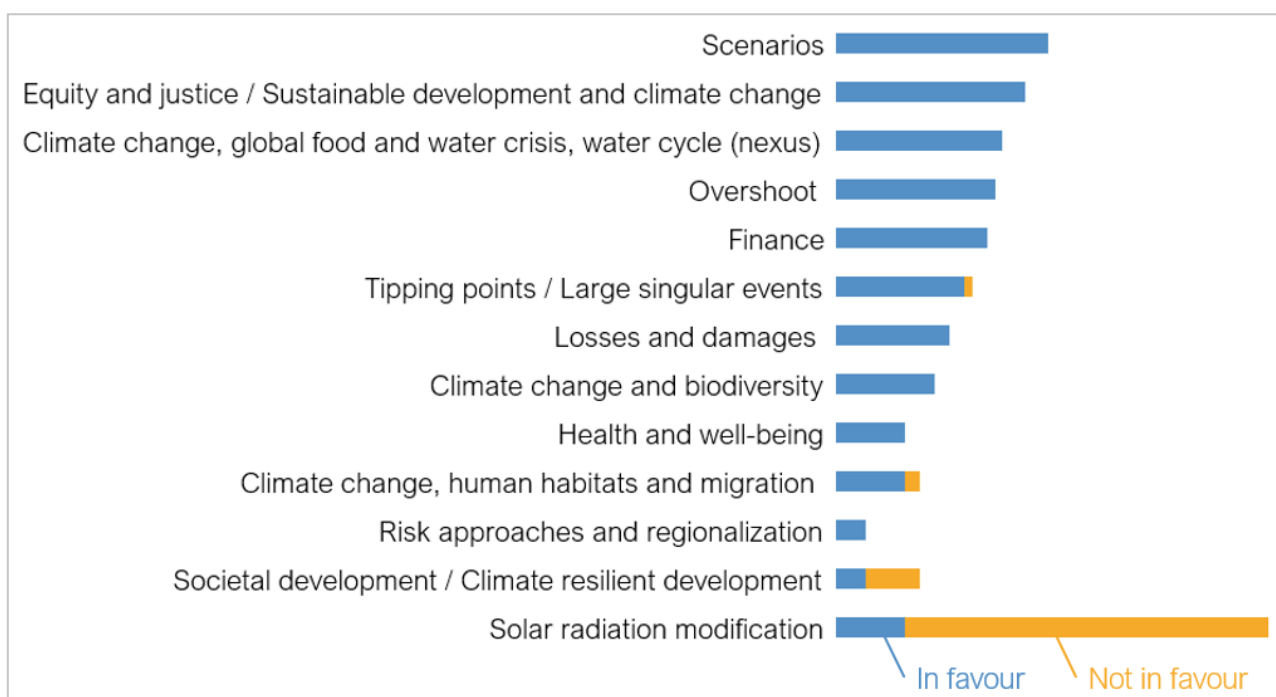 Scenarios
Equity and justice / Sustainable development and climate change
Climate change, global food and water crisis, water cycle (nexus)
Overshoot
Finance
Tipping points / Large singular events
Losses and damages
Climate change and biodiversity
Health and well-being
Climate change, human habitats and migration
Risk approaches and regionalization
Societal development / Climate resilient development
Solar radiation modification
In favour
Not in favour